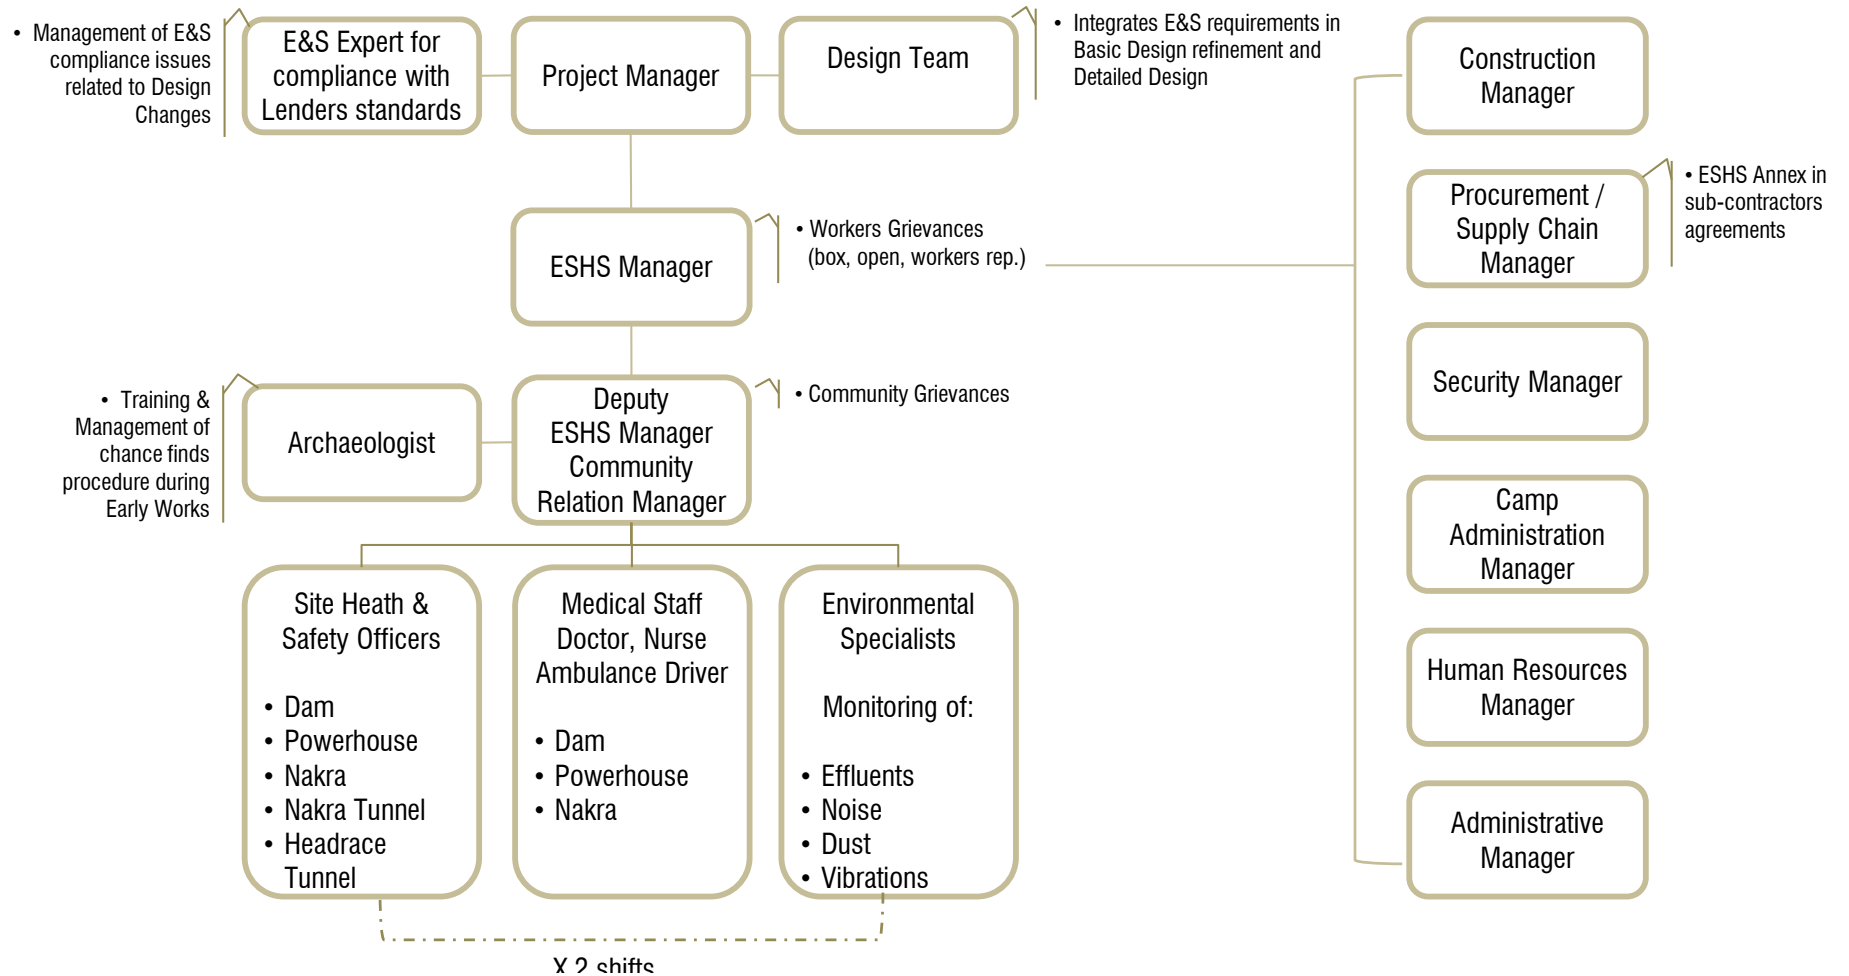 • Management of E&S
compliance issues
related to Design
Changes
E&S Expert for
compliance with
Lenders standards
Project Manager
Design Team
• Integrates E&S requirements in
Basic Design refinement and
Detailed Design
Construction
Manager
Procurement /
Supply Chain
Manager
• ESHS Annex in
sub-contractors
agreements
ESHS Manager
• Workers Grievances
(box, open, workers rep.)
Security Manager
• Training &
Management of
chance finds
procedure during
Early Works
Archaeologist
Deputy
ESHS Manager
Community
Relation Manager
• Community Grievances
Camp
Administration
Manager
Site Heath &
Safety Officers
• Dam
• Powerhouse
• Nakra
• Nakra Tunnel
• Headrace
Tunnel
Medical Staff
Doctor, Nurse
Ambulance Driver
• Dam
• Powerhouse
• Nakra
Environmental
Specialists
Monitoring of:
• Effluents
• Noise
• Dust
• Vibrations
Human Resources
Manager
Administrative
Manager
X 2 shifts